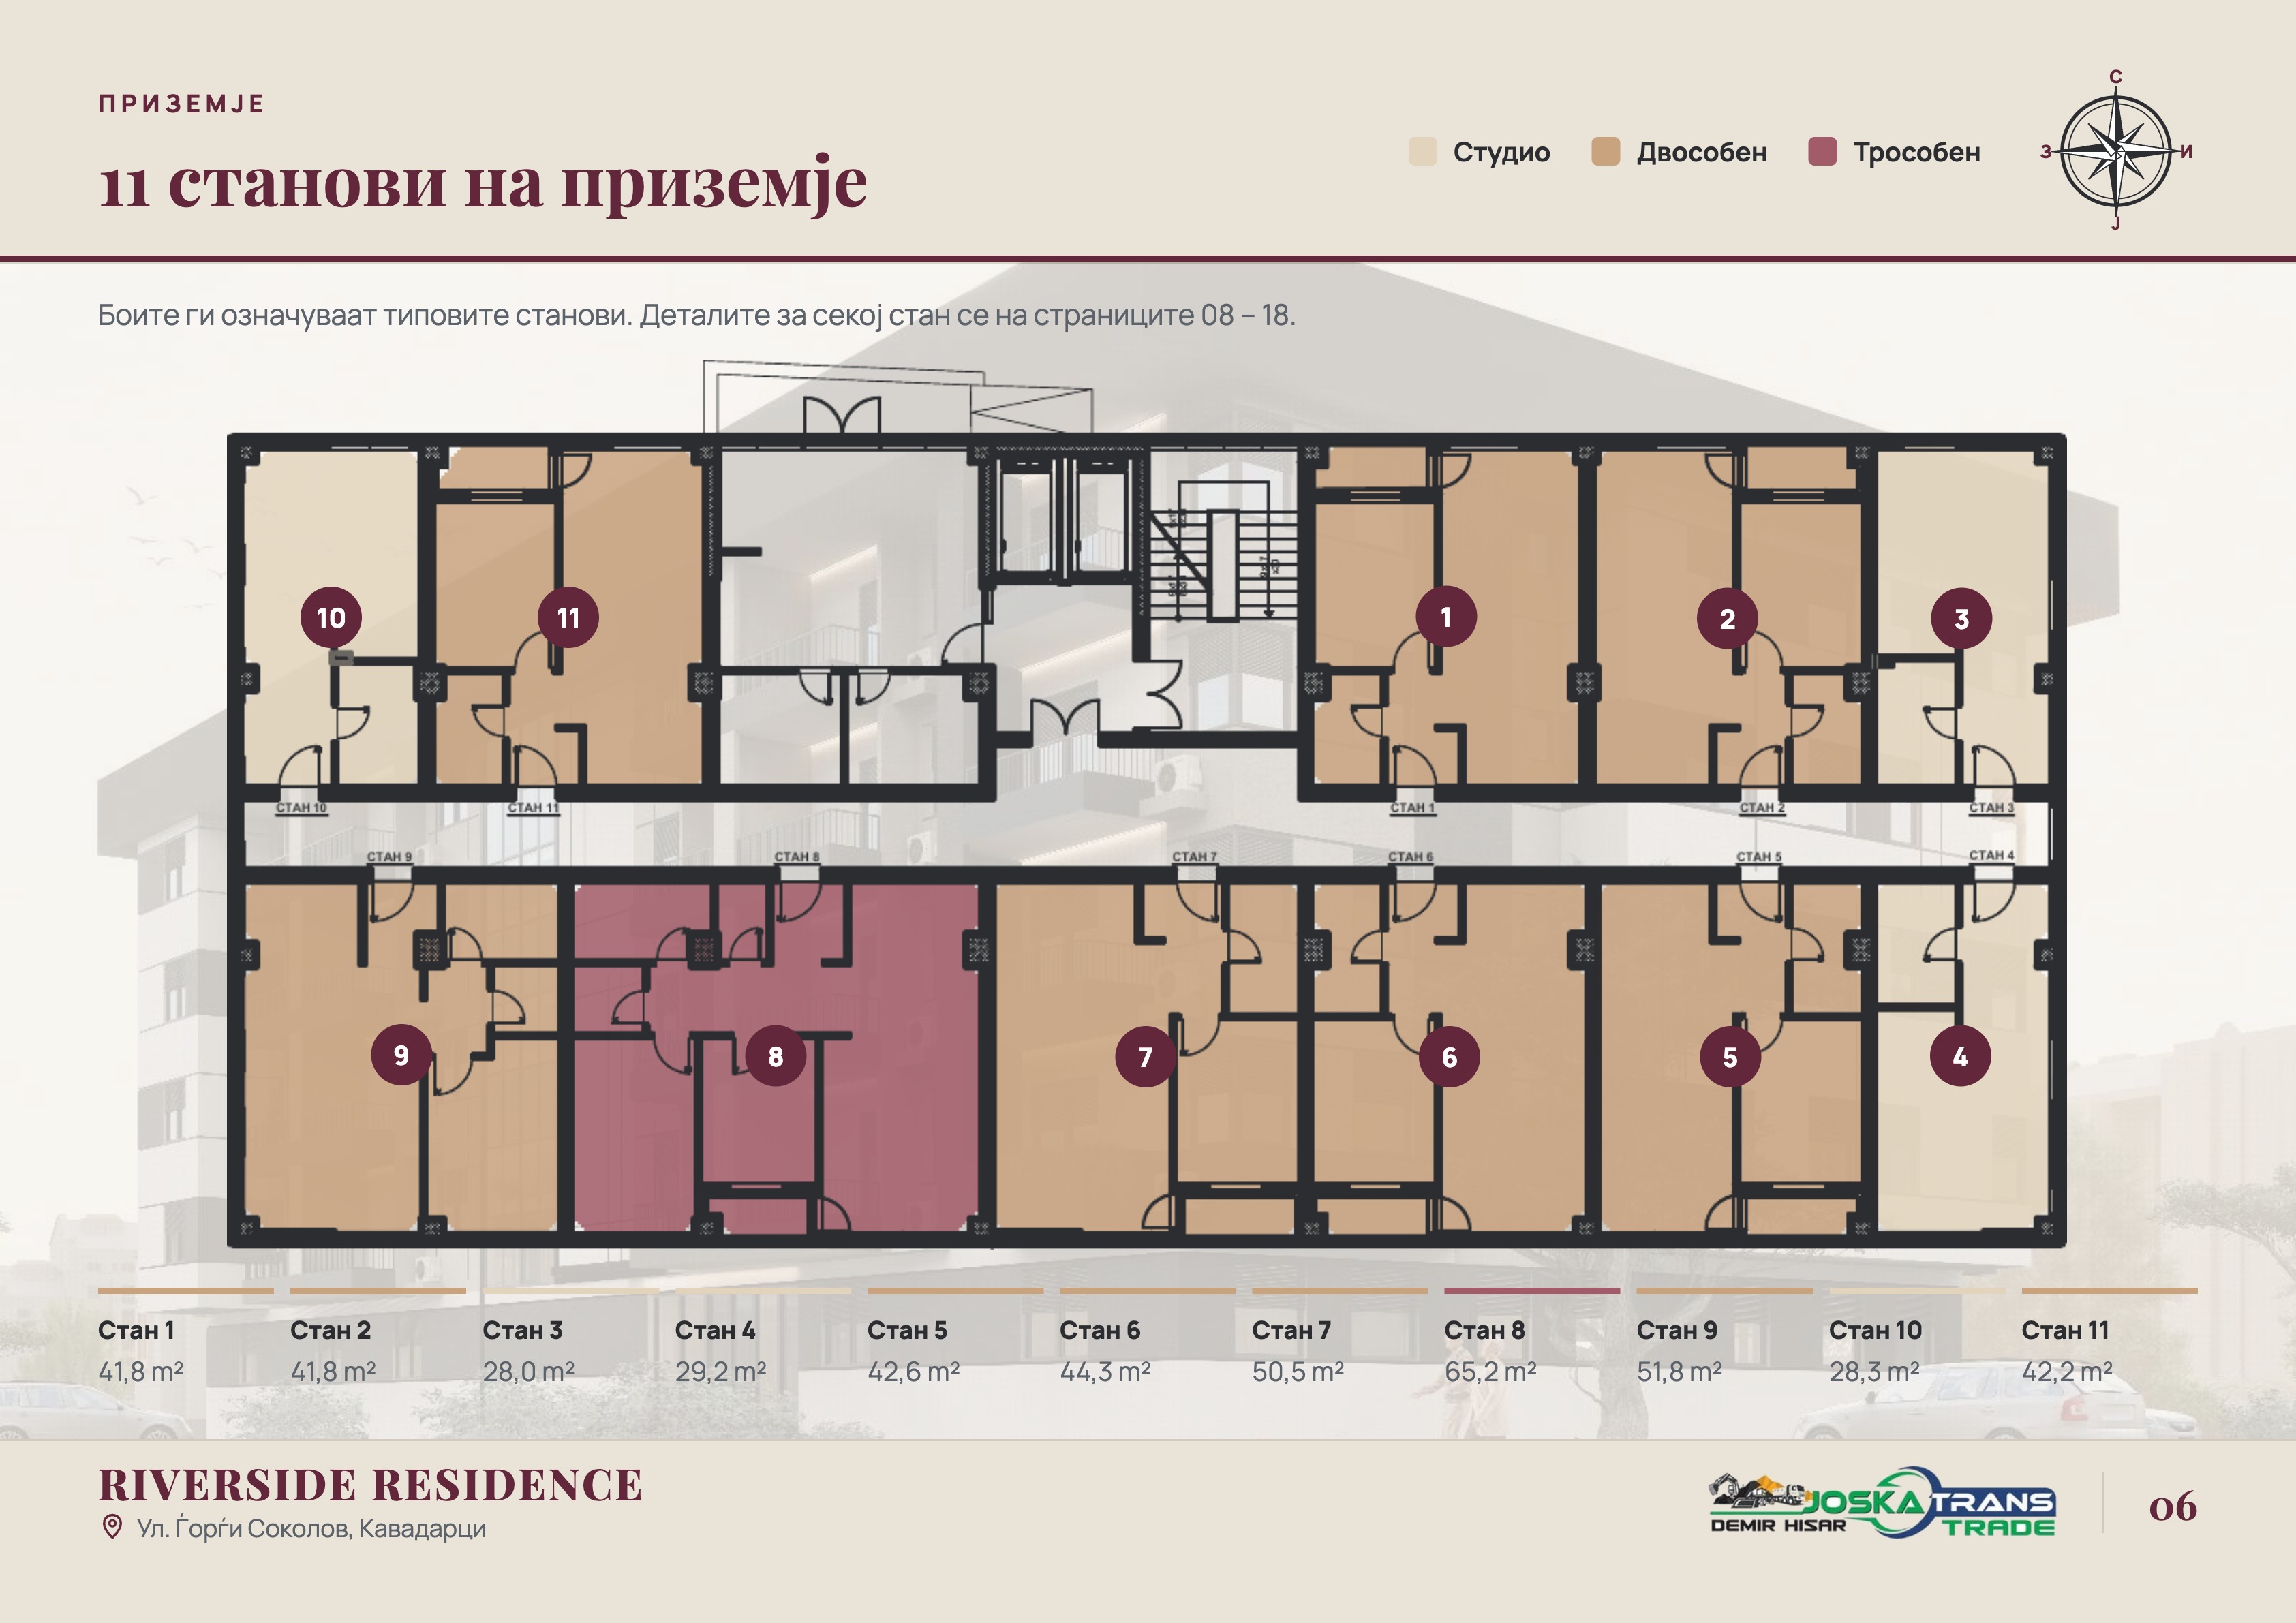 ПРИЗЕМЈЕ
11 станови на приземје
Студио
Двособен
Трособен
С
З
И
Ј
Боите ги означуваат типовите станови. Деталите за секој стан се на страниците 08 – 18.
10
11
1
2
3
СТАН 10
СТАН 11
СТАН 1
СТАН 2
СТАН 3
СТАН 9
СТАН 8
СТАН 7
СТАН 6
СТАН 5
СТАН 4
9
8
7
6
5
4
Стан 1
41,8 m²
Стан 2
41,8 m²
Стан 3
28,0 m²
Стан 4
29,2 m²
Стан 5
42,6 m²
Стан 6
44,3 m²
Стан 7
50,5 m²
Стан 8
65,2 m²
Стан 9
51,8 m²
Стан 10
28,3 m²
Стан 11
42,2 m²
RIVERSIDE RESIDENCE
Ул. Ѓорѓи Соколов, Кавадарци
JOSKA TRANS
DEMIR HISAR TRADE
06